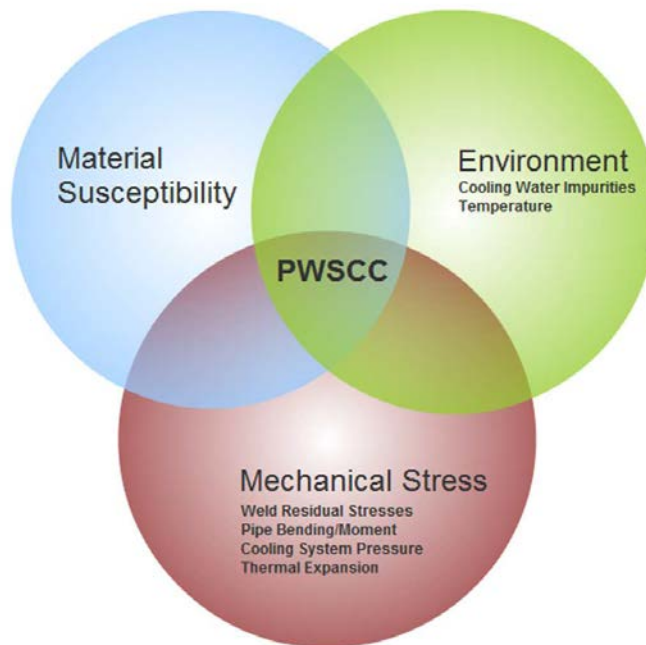 Material
Susceptibility
Environment
Cooling Water Impurities
Temperature
PWSCC
Mechanical Stress
Weld Residual Stresses
Pipe Bending/Moment
Cooling System Pressure
Thermal Expansion